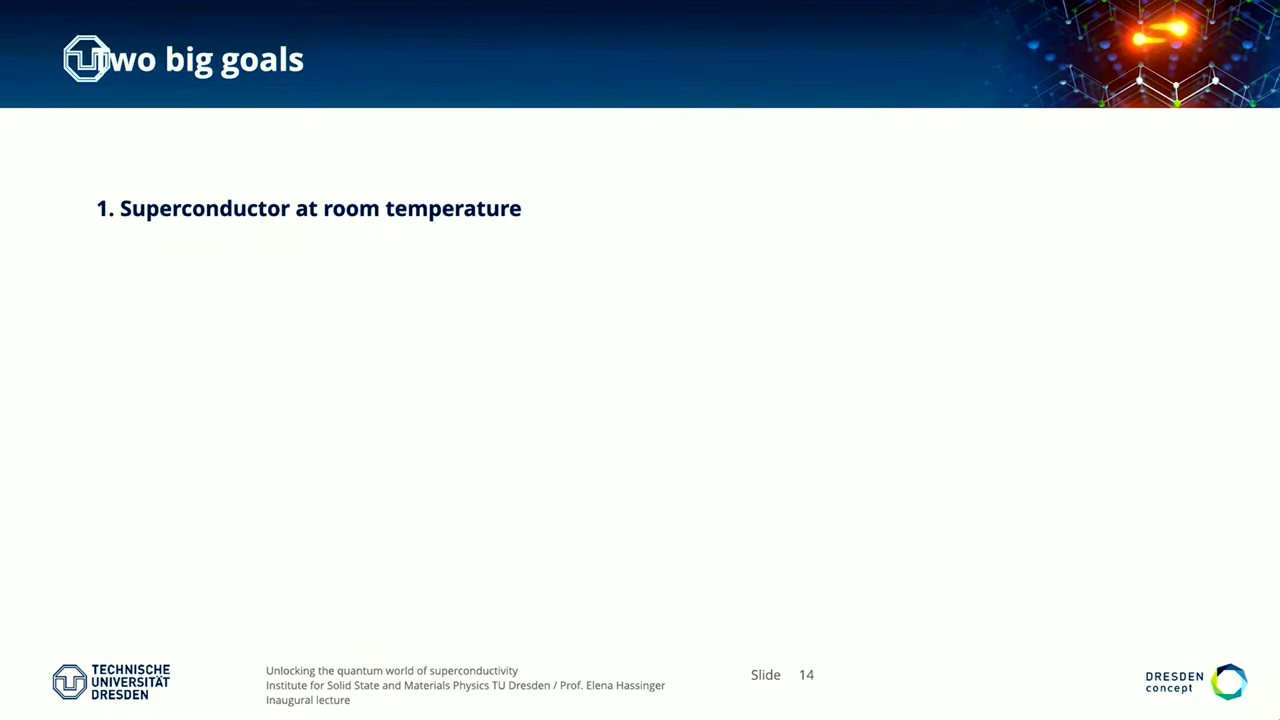 Two big goals
1. Superconductor at room temperature
TECHNISCHE
UNIVERSITÄT
DRESDEN
Unlocking the quantum world of superconductivity
Institute for Solid State and Materials Physics TU Dresden / Prof. Elena Hassinger
Inaugural lecture
Slide 14
DRESDEN
concept